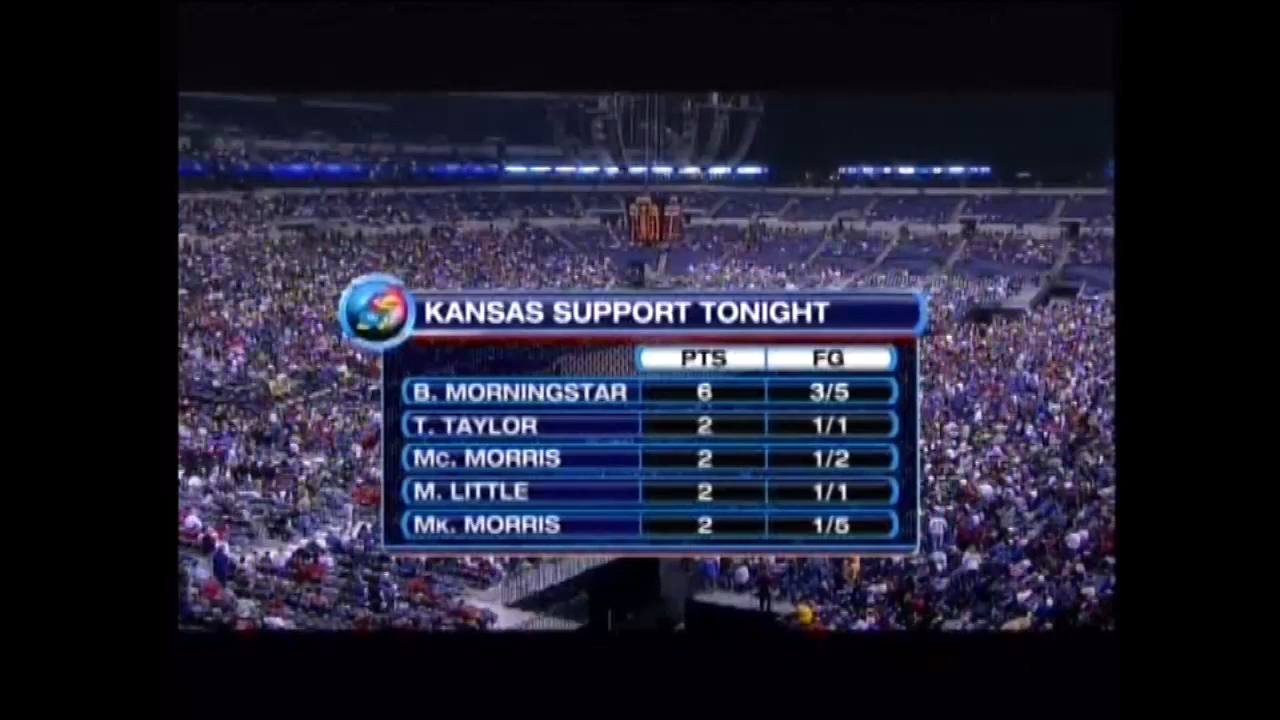 KANSAS SUPPORT TONIGHT
PTS FG
B. MORNINGSTAR 6 3/5
T. TAYLOR 2 1/1
MC. MORRIS 2 1/2
M. LITTLE 2 1/1
MK. MORRIS 2 1/5